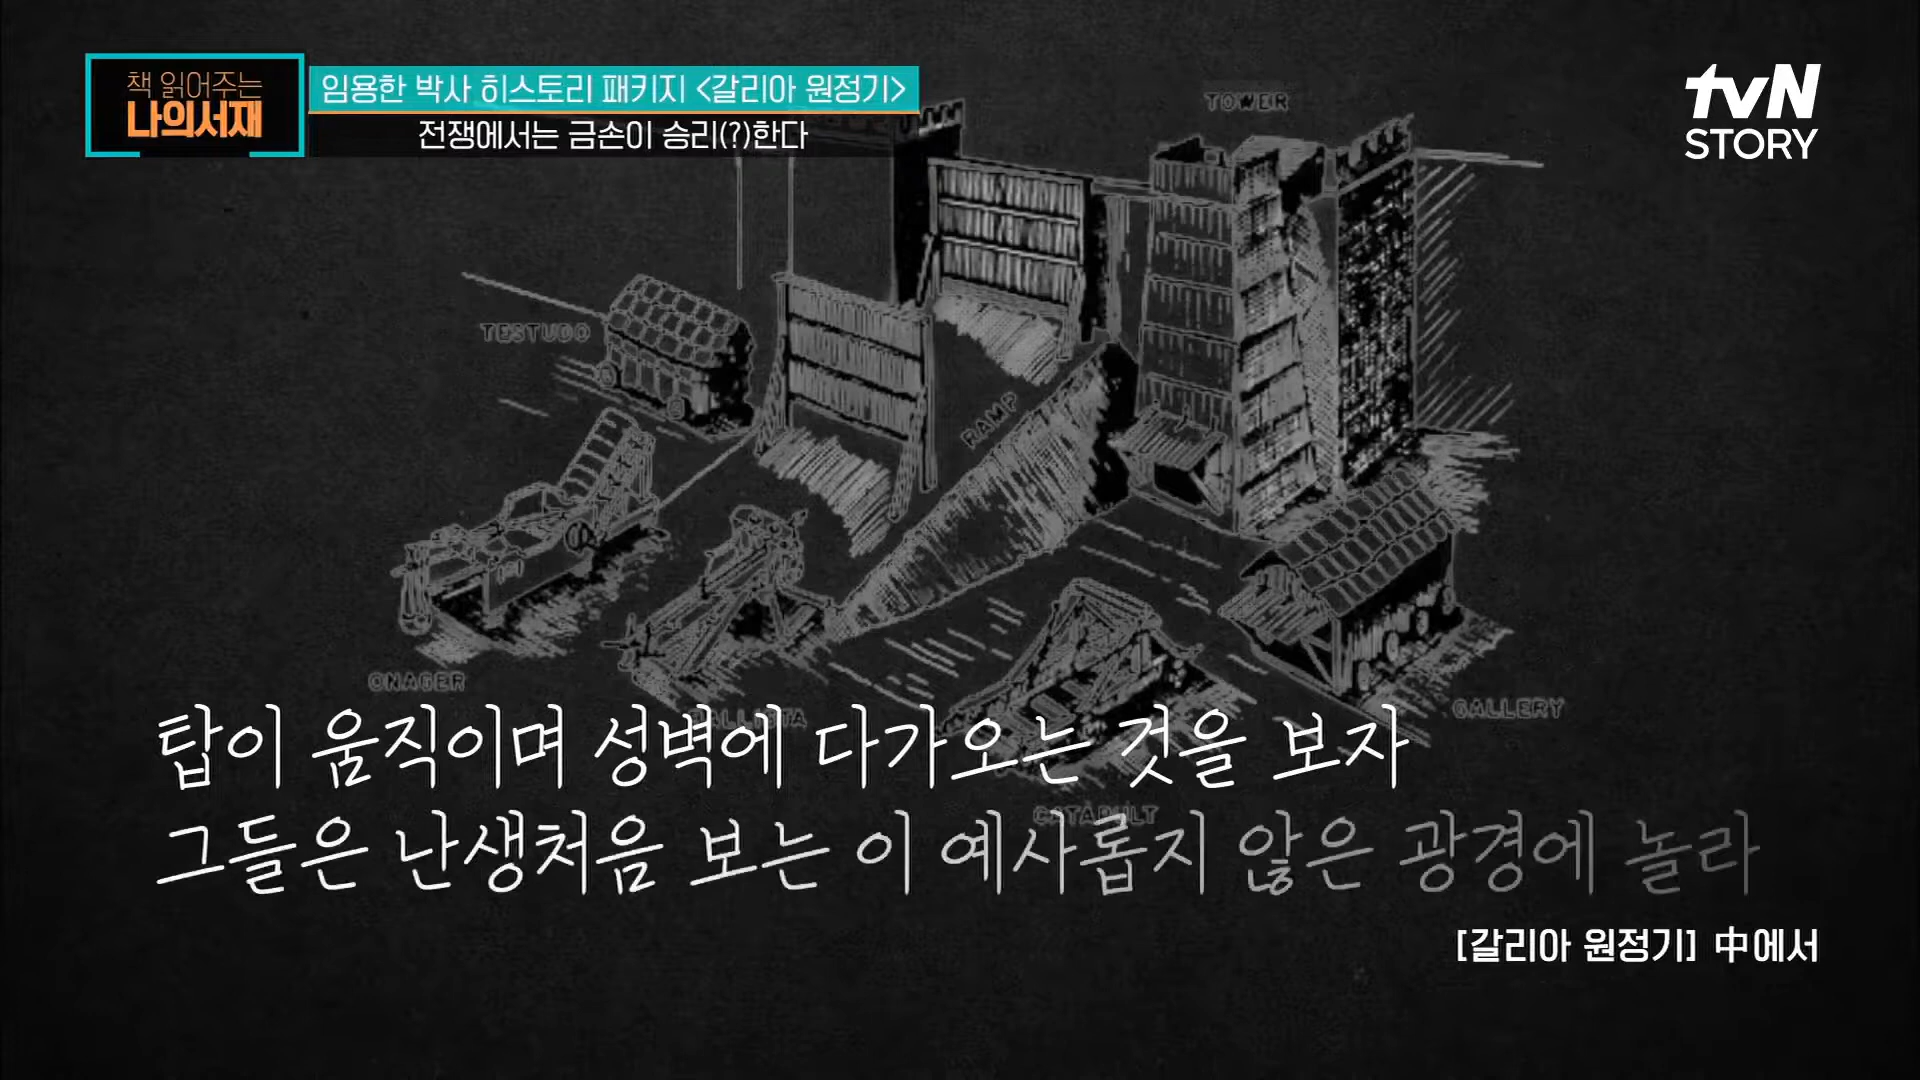 책 읽어주는
나의서재
임용한 박사 히스토리 패키지 <갈리아 원정기>
전쟁에서는 금손이 승리(?)한다
tvN
STORY
TOWER
TESTUDO
RAMP
ONAGER
BALLISTA
GALLERY
CATAPULT
탑이 움직이며 성벽에 다가오는 것을 보자
그들은 난생처음 보는 이 예사롭지 않은 광경에 놀라
[갈리아 원정기] 中에서